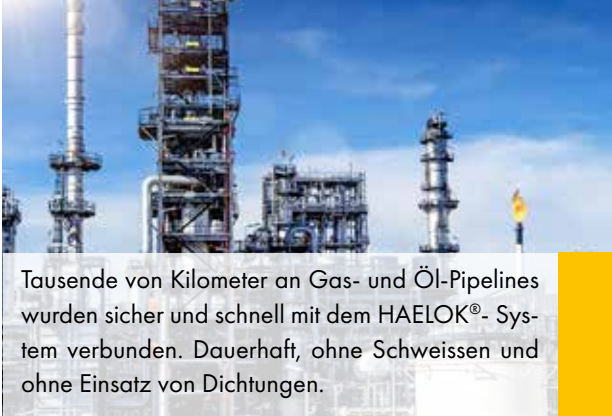 Tausende von Kilometer an Gas- und Öl-Pipelines
wurden sicher und schnell mit dem HAELOK®- Sys-
tem verbunden. Dauerhaft, ohne Schweissen und
ohne Einsatz von Dichtungen.